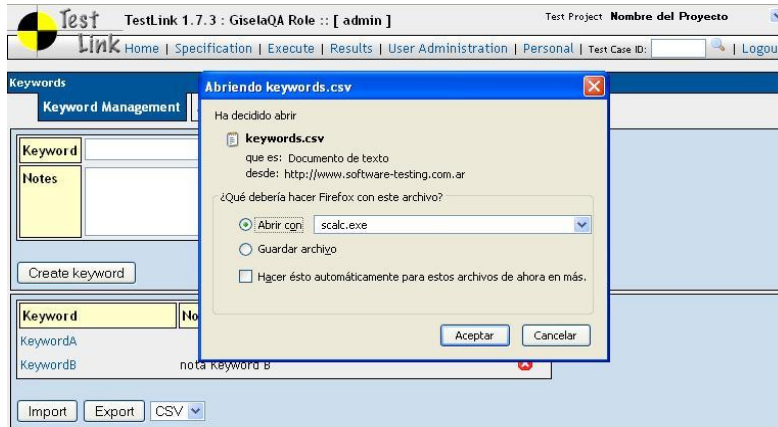 Test Link
TestLink 1.7.3 : GiselaQA Role :: [ admin ]
Test Project Nombre del Proyecto
Home | Specification | Execute | Results | User Administration | Personal | Test Case ID: | Logou
Keywords
Keyword Management
Keyword
Notes
Create keyword
Keyword No
KeywordA
KeywordB nota Keyword B
Import Export CSV
Abriendo keywords.csv
Ha decidido abrir
keywords.csv
que es: Documento de texto
desde: http://www.software-testing.com.ar
¿Qué debería hacer Firefox con este archivo?
Abrir con scalc.exe
Guardar archivo
Hacer ésto automáticamente para estos archivos de ahora en más.
Aceptar Cancelar